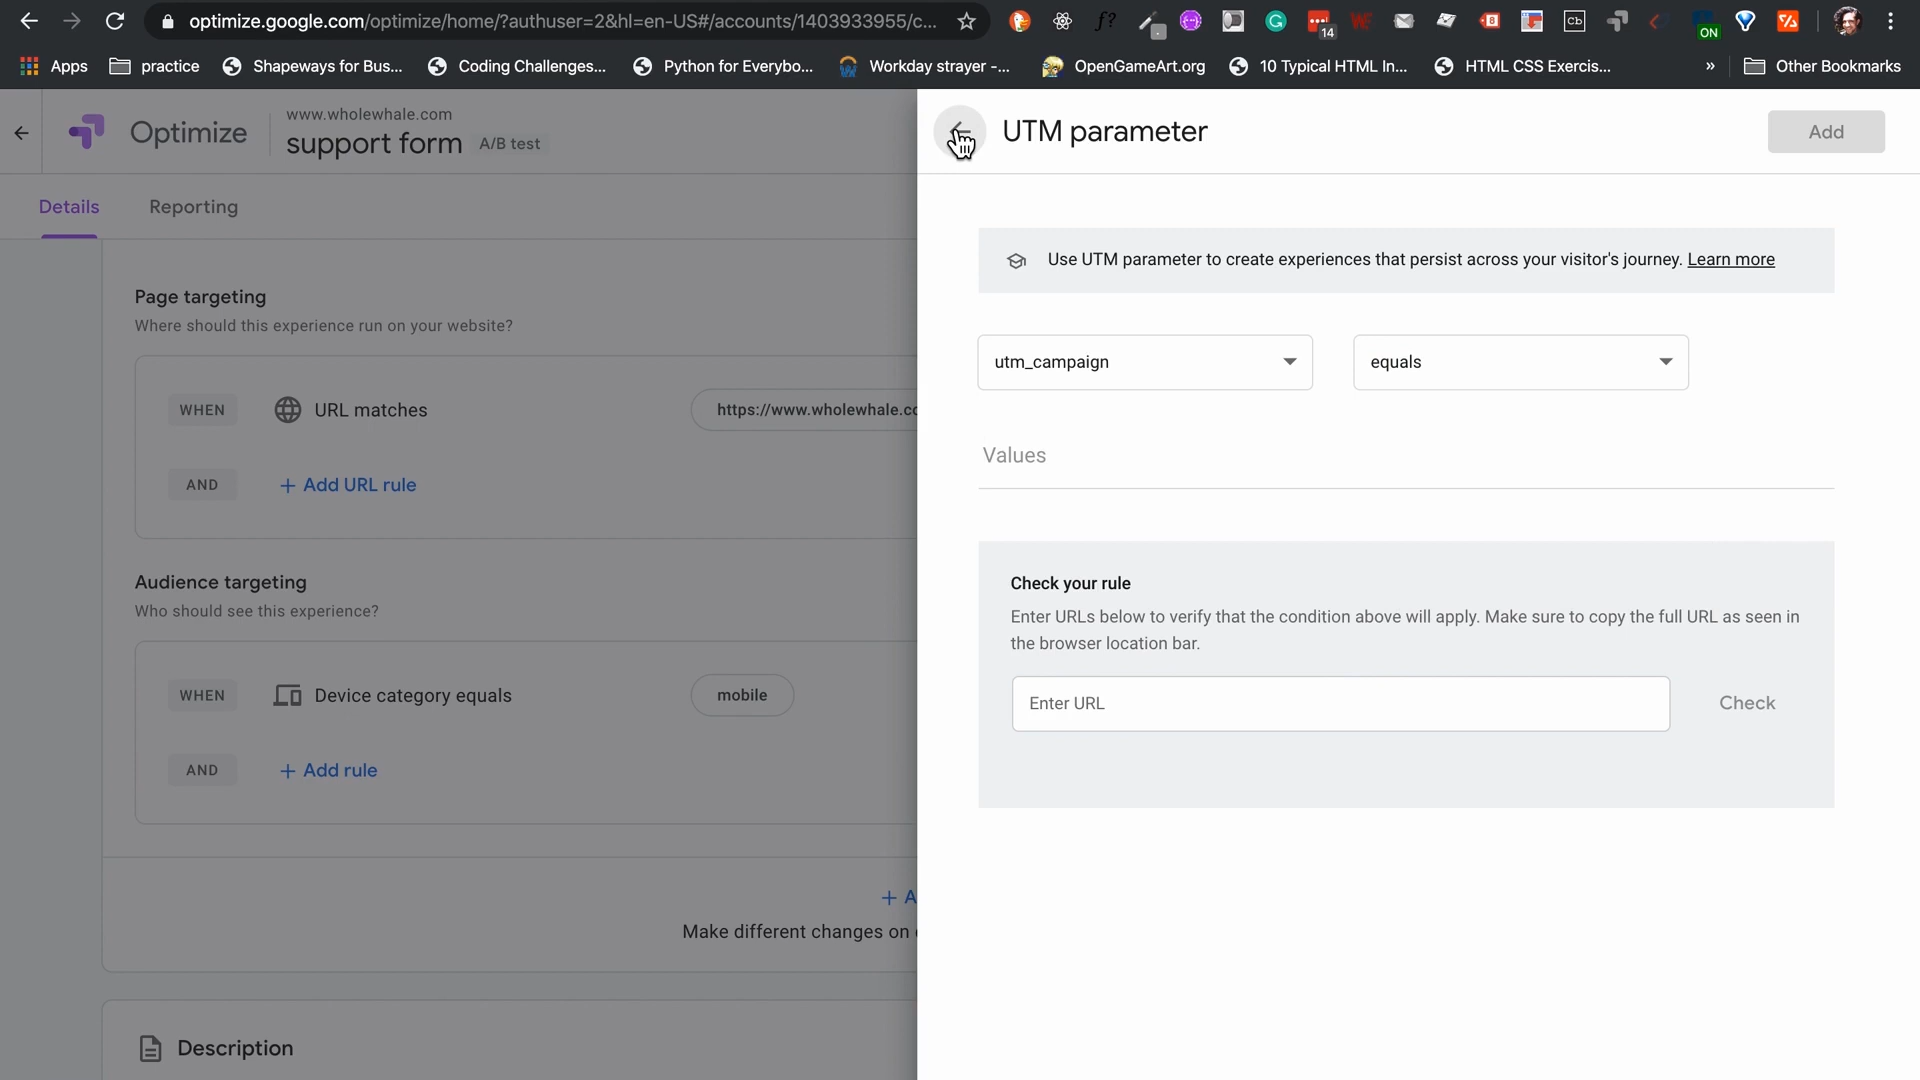 optimize.google.com/optimize/home/?authuser=2&hl=en-US#/accounts/1403933955/c...
14
8
Cb
ON
Apps
practice
Shapeways for Bus...
Coding Challenges...
Python for Everybo...
Workday strayer -...
OpenGameArt.org
10 Typical HTML In...
HTML CSS Exercis...
»
Other Bookmarks
Optimize
www.wholewhale.com
support form A/B test
Details
Reporting
Page targeting
Where should this experience run on your website?
WHEN URL matches https://www.wholewhale.co
AND + Add URL rule
Audience targeting
Who should see this experience?
WHEN Device category equals mobile
AND + Add rule
+ A
Make different changes on
Description
UTM parameter
Add
Use UTM parameter to create experiences that persist across your visitor's journey. Learn more
utm_campaign
equals
Values
Check your rule
Enter URLs below to verify that the condition above will apply. Make sure to copy the full URL as seen in
the browser location bar.
Enter URL
Check